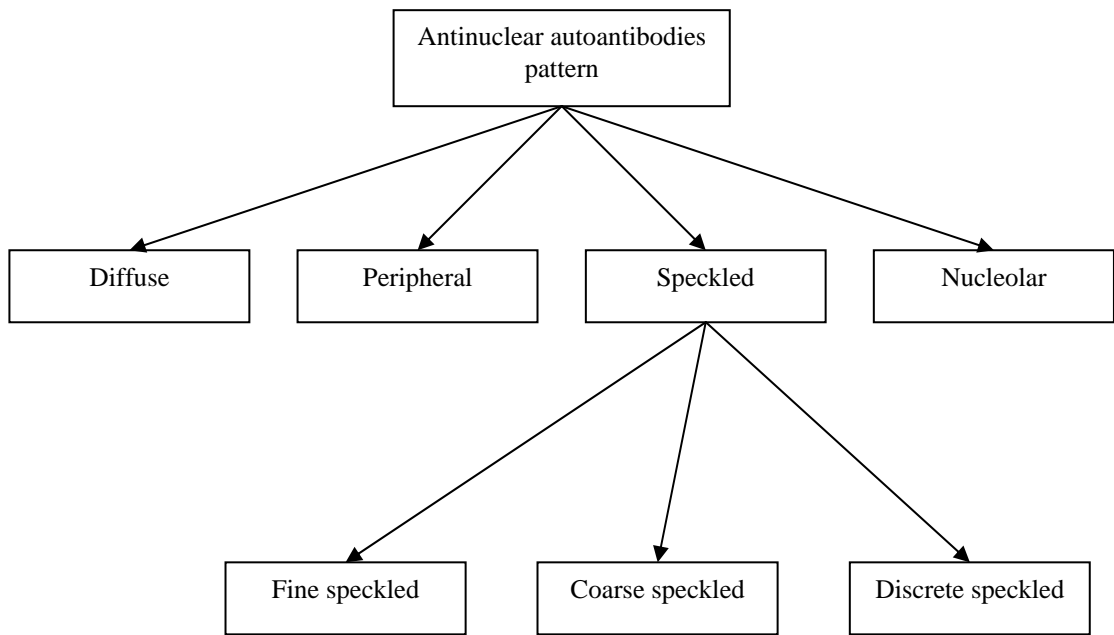 Antinuclear autoantibodies
pattern
Diffuse
Peripheral
Speckled
Nucleolar
Fine speckled
Coarse speckled
Discrete speckled